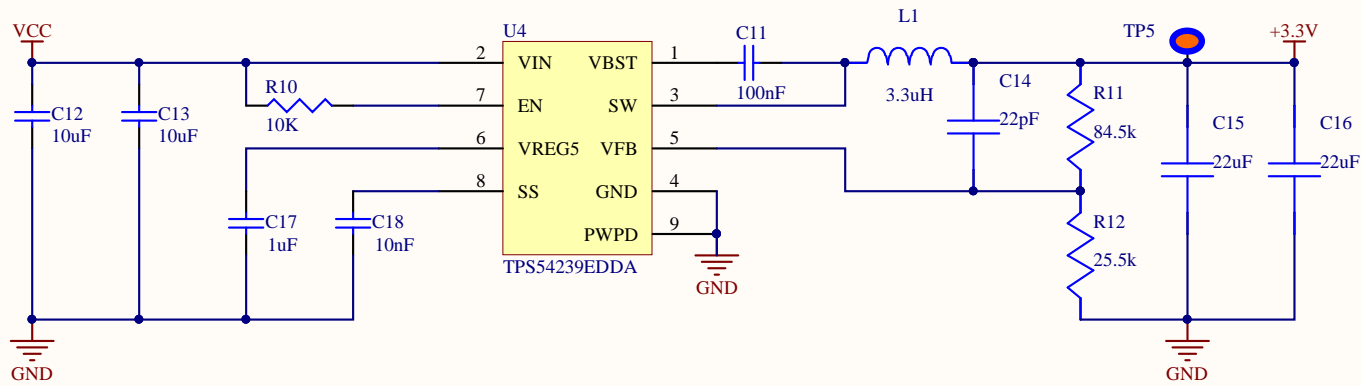 VCC
C12
10uF
C13
10uF
R10
10K
C17
1uF
C18
10nF
GND
U4
2 VIN VBST 1
7 EN SW 3
6 VREG5 VFB 5
8 SS GND 4
PWPD 9
TPS54239EDDA
GND
C11
100nF
L1
3.3uH
C14
22pF
R11
84.5k
R12
25.5k
TP5
+3.3V
C15
22uF
C16
22uF
GND